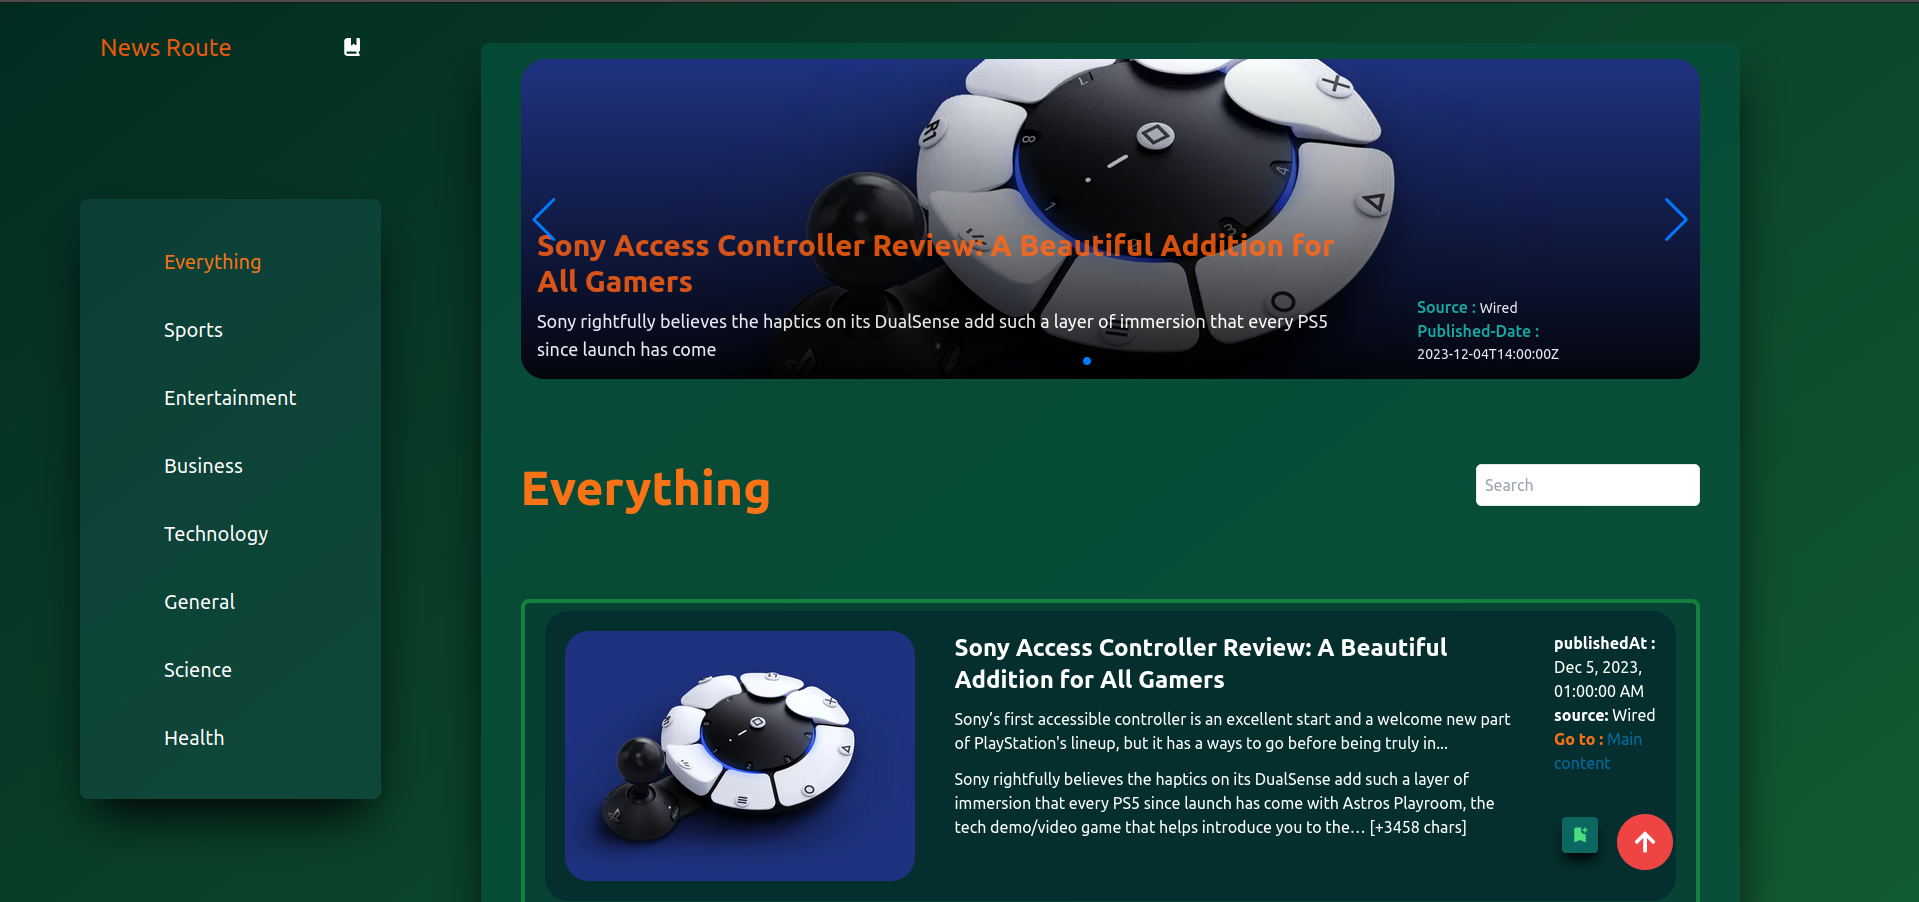 News Route
Everything
Sports
Entertainment
Business
Technology
General
Science
Health
Sony Access Controller Review: A Beautiful Addition for
All Gamers
Sony rightfully believes the haptics on its DualSense add such a layer of immersion that every PS5
since launch has come
Source : Wired
Published-Date :
2023-12-04T14:00:00Z
Everything
Search
Sony Access Controller Review: A Beautiful
Addition for All Gamers
Sony’s first accessible controller is an excellent start and a welcome new part
of PlayStation's lineup, but it has a ways to go before being truly in...
Sony rightfully believes the haptics on its DualSense add such a layer of
immersion that every PS5 since launch has come with Astros Playroom, the
tech demo/video game that helps introduce you to the… [+3458 chars]
publishedAt :
Dec 5, 2023,
01:00:00 AM
source: Wired
Go to : Main
content